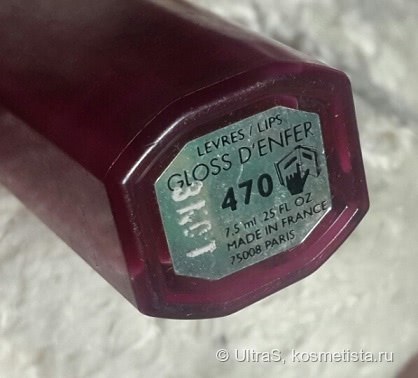 LEVRES / LIPS
GLOSS D'ENFER
470
7.5 ml .25 FL OZ
MADE IN FRANCE
75008 PARIS
© UltraS, kosmetista.ru